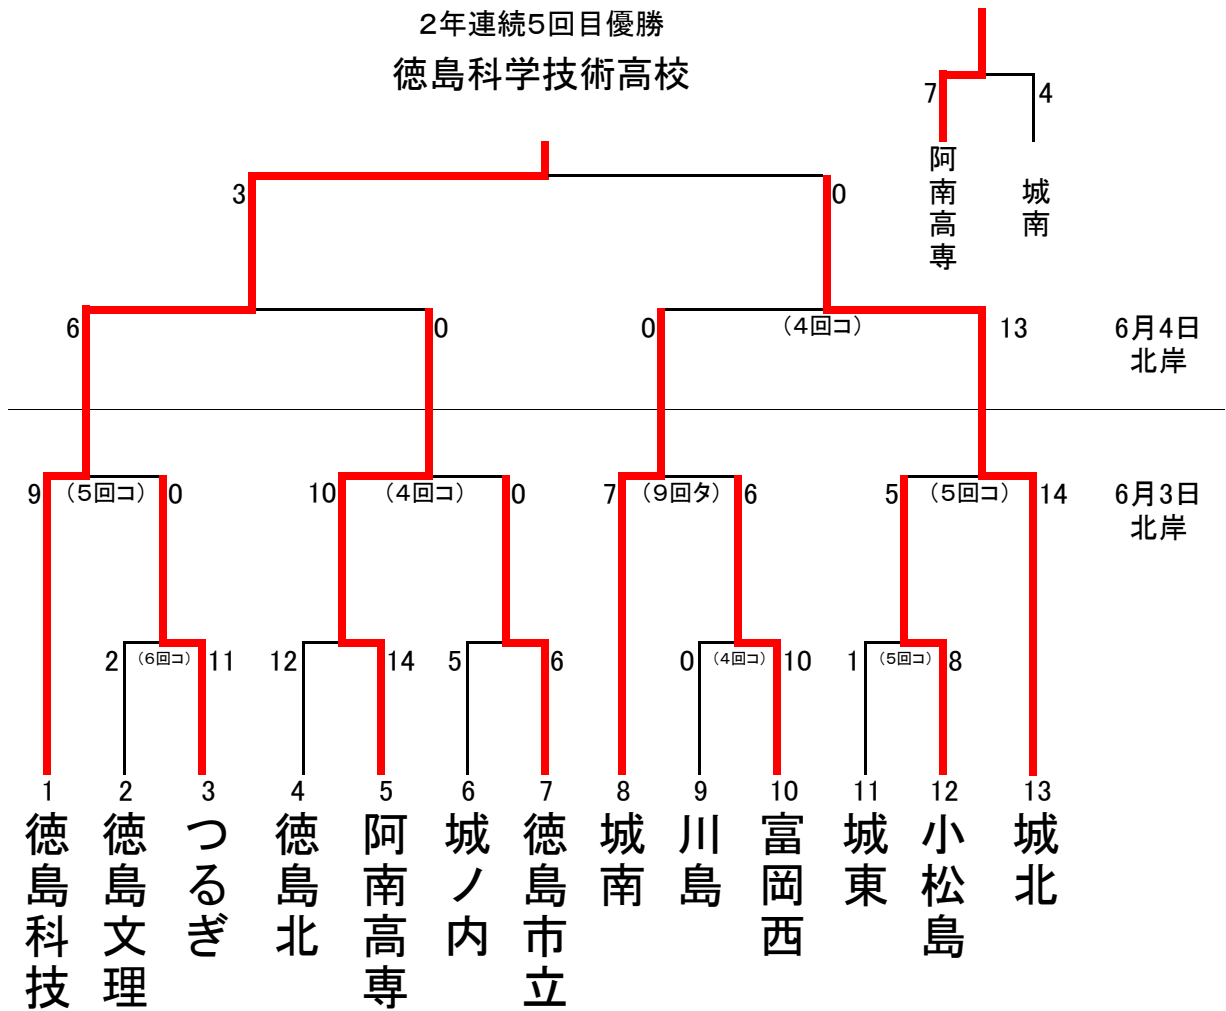 ２年連続５回目優勝
徳島科学技術高校
7
4
阿南高専
城南
3
0
6
0
0
（４回コ）
13
6月4日
北岸
9
（５回コ）
0
10
（４回コ）
0
7
（９回タ）
6
5
（５回コ）
14
6月3日
北岸
2
（６回コ）
11
12
14
5
6
0
（４回コ）
10
1
（５回コ）
8
1
2
3
4
5
6
7
8
9
10
11
12
13
徳島科技
徳島文理
つるぎ
徳島北
阿南高専
城ノ内
徳島市立
城南
川島
富岡西
城東
小松島
城北